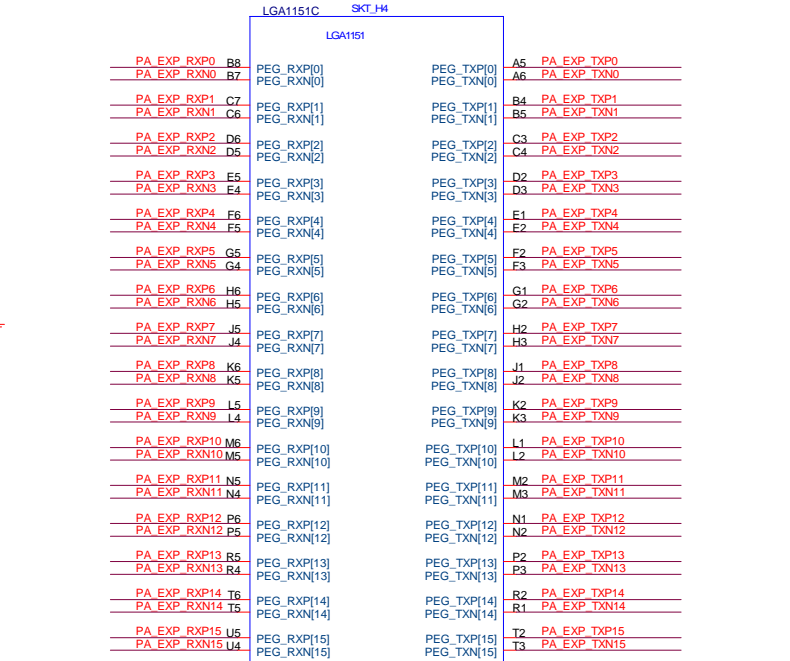 LGA1151C SKT_H4
LGA1151
PA_EXP_RXP0 B8 PEG_RXP[0] PEG_TXP[0] A5 PA_EXP_TXP0
PA_EXP_RXN0 B7 PEG_RXN[0] PEG_TXN[0] A6 PA_EXP_TXN0
PA_EXP_RXP1 C7 PEG_RXP[1] PEG_TXP[1] B4 PA_EXP_TXP1
PA_EXP_RXN1 C6 PEG_RXN[1] PEG_TXN[1] B5 PA_EXP_TXN1
PA_EXP_RXP2 D6 PEG_RXP[2] PEG_TXP[2] C3 PA_EXP_TXP2
PA_EXP_RXN2 D5 PEG_RXN[2] PEG_TXN[2] C4 PA_EXP_TXN2
PA_EXP_RXP3 E5 PEG_RXP[3] PEG_TXP[3] D2 PA_EXP_TXP3
PA_EXP_RXN3 E4 PEG_RXN[3] PEG_TXN[3] D3 PA_EXP_TXN3
PA_EXP_RXP4 F6 PEG_RXP[4] PEG_TXP[4] E1 PA_EXP_TXP4
PA_EXP_RXN4 F5 PEG_RXN[4] PEG_TXN[4] E2 PA_EXP_TXN4
PA_EXP_RXP5 G5 PEG_RXP[5] PEG_TXP[5] F2 PA_EXP_TXP5
PA_EXP_RXN5 G4 PEG_RXN[5] PEG_TXN[5] F3 PA_EXP_TXN5
PA_EXP_RXP6 H6 PEG_RXP[6] PEG_TXP[6] G1 PA_EXP_TXP6
PA_EXP_RXN6 H5 PEG_RXN[6] PEG_TXN[6] G2 PA_EXP_TXN6
PA_EXP_RXP7 J5 PEG_RXP[7] PEG_TXP[7] H2 PA_EXP_TXP7
PA_EXP_RXN7 J4 PEG_RXN[7] PEG_TXN[7] H3 PA_EXP_TXN7
PA_EXP_RXP8 K6 PEG_RXP[8] PEG_TXP[8] J1 PA_EXP_TXP8
PA_EXP_RXN8 K5 PEG_RXN[8] PEG_TXN[8] J2 PA_EXP_TXN8
PA_EXP_RXP9 L5 PEG_RXP[9] PEG_TXP[9] K2 PA_EXP_TXP9
PA_EXP_RXN9 L4 PEG_RXN[9] PEG_TXN[9] K3 PA_EXP_TXN9
PA_EXP_RXP10 M6 PEG_RXP[10] PEG_TXP[10] L1 PA_EXP_TXP10
PA_EXP_RXN10 M5 PEG_RXN[10] PEG_TXN[10] L2 PA_EXP_TXN10
PA_EXP_RXP11 N5 PEG_RXP[11] PEG_TXP[11] M2 PA_EXP_TXP11
PA_EXP_RXN11 N4 PEG_RXN[11] PEG_TXN[11] M3 PA_EXP_TXN11
PA_EXP_RXP12 P6 PEG_RXP[12] PEG_TXP[12] N1 PA_EXP_TXP12
PA_EXP_RXN12 P5 PEG_RXN[12] PEG_TXN[12] N2 PA_EXP_TXN12
PA_EXP_RXP13 R5 PEG_RXP[13] PEG_TXP[13] P2 PA_EXP_TXP13
PA_EXP_RXN13 R4 PEG_RXN[13] PEG_TXN[13] P3 PA_EXP_TXN13
PA_EXP_RXP14 T6 PEG_RXP[14] PEG_TXP[14] R2 PA_EXP_TXP14
PA_EXP_RXN14 T5 PEG_RXN[14] PEG_TXN[14] R1 PA_EXP_TXN14
PA_EXP_RXP15 U5 PEG_RXP[15] PEG_TXP[15] T2 PA_EXP_TXP15
PA_EXP_RXN15 U4 PEG_RXN[15] PEG_TXN[15] T3 PA_EXP_TXN15